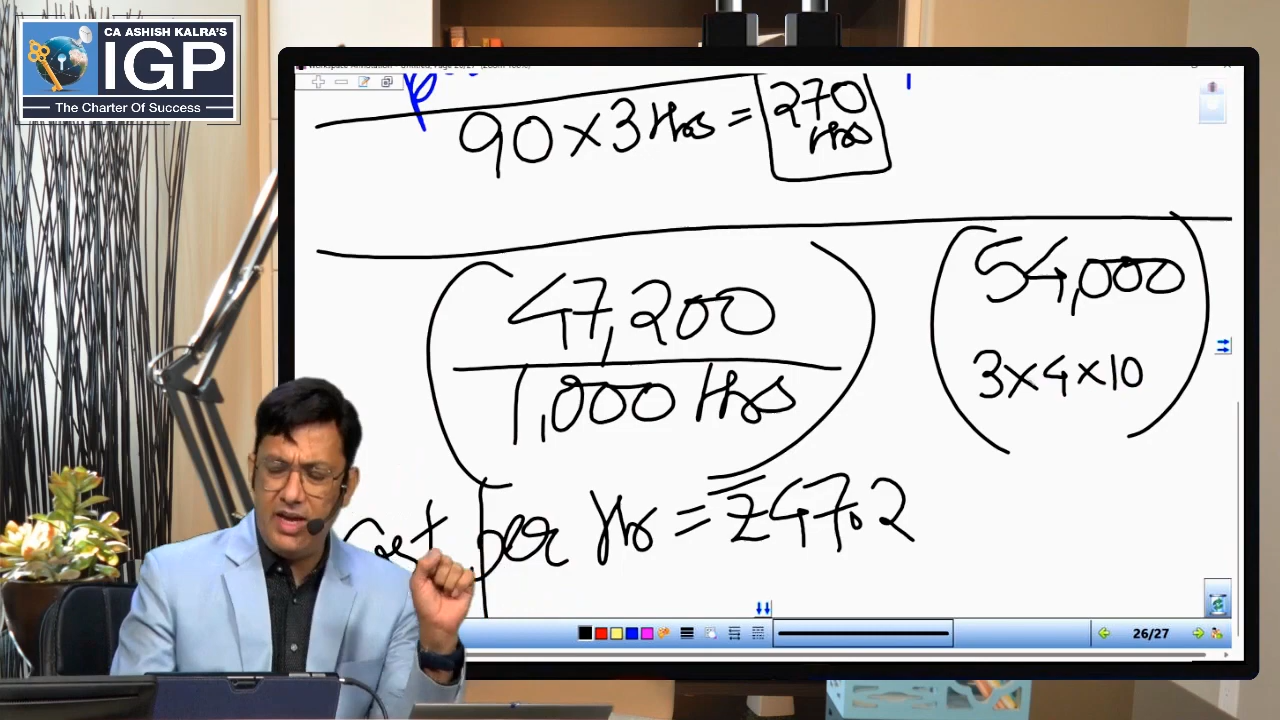 CA ASHISH KALRA'S
IGP
The Charter Of Success
90 × 3 Hrs = 270 Hrs
47,200
1,000 Hrs
54,000
3×4×10
Cost per Hr = ₹47.2
26/27